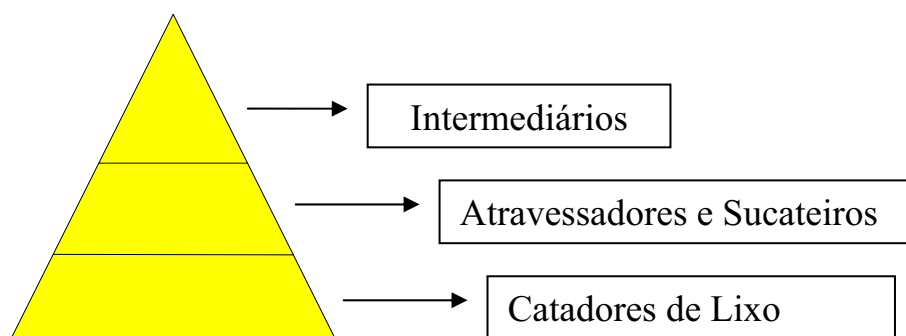 Intermediários
Atravessadores e Sucateiros
Catadores de Lixo